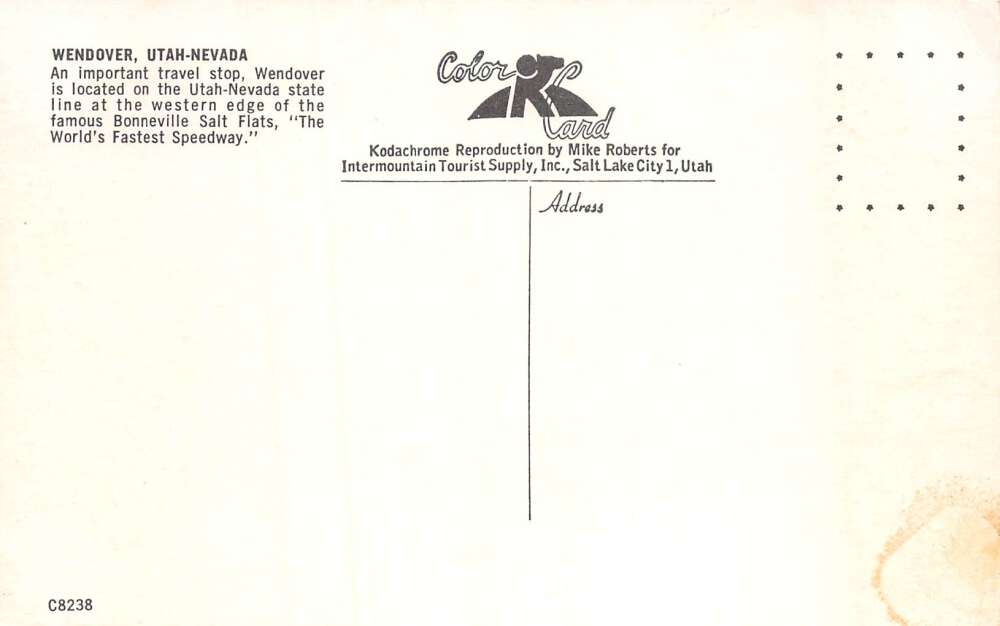 WENDOVER, UTAH-NEVADA
An important travel stop, Wendover
is located on the Utah-Nevada state
line at the western edge of the
famous Bonneville Salt Flats, "The
World's Fastest Speedway."
Color
Card
Kodachrome Reproduction by Mike Roberts for
Intermountain Tourist Supply, Inc., Salt Lake City 1, Utah
Address
C8238